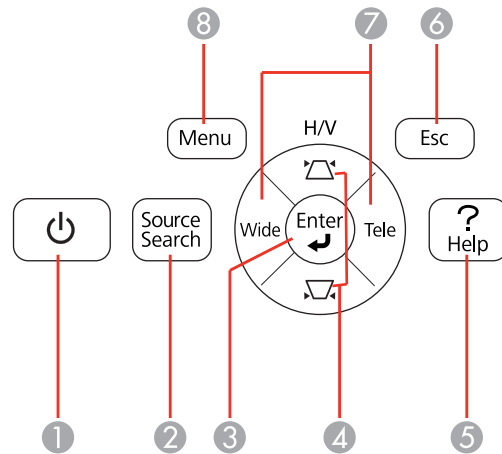 8 7 6
Menu
H/V
Esc
Source
Search
Wide
Enter
Tele
?
Help
1 2 3 4 5